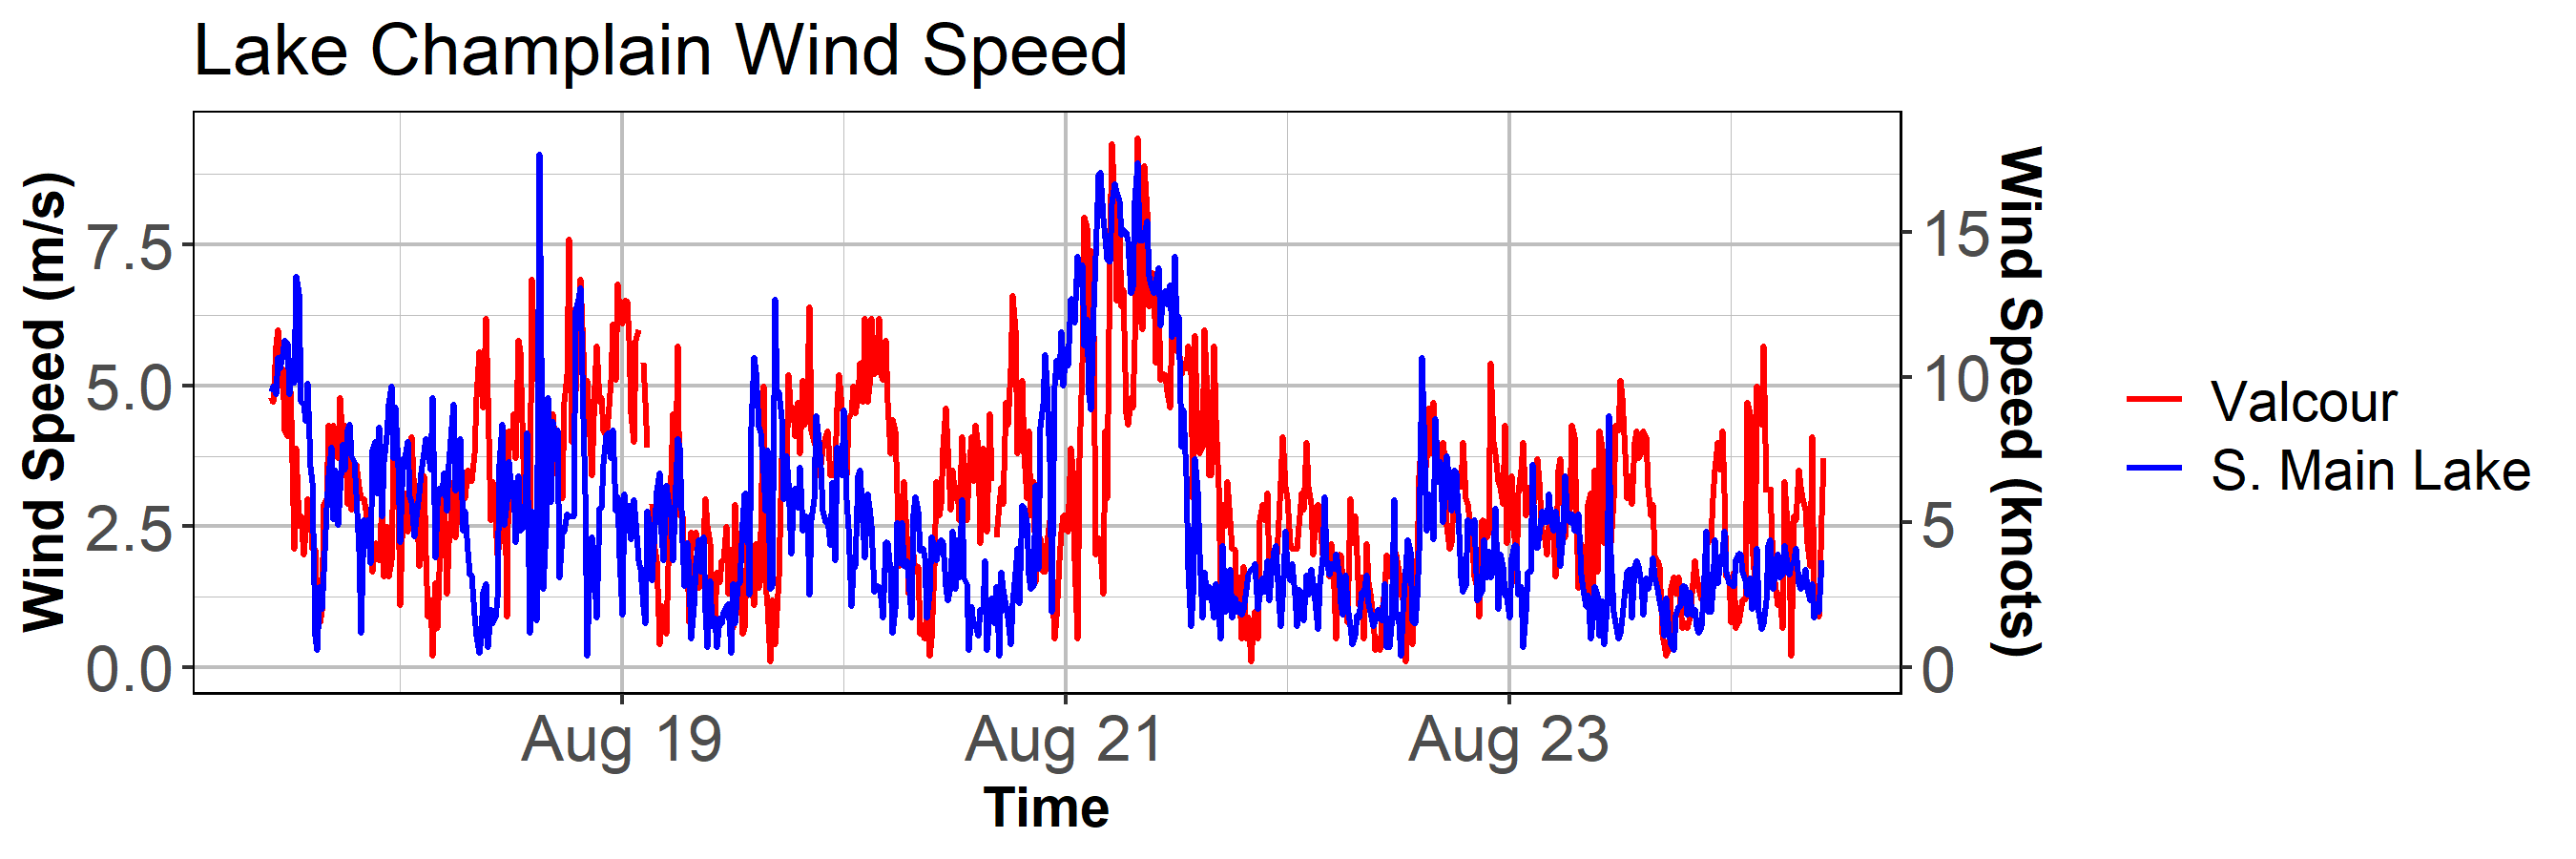 Lake Champlain Wind Speed
Wind Speed (m/s)
7.5
5.0
2.5
0.0
Aug 19
Aug 21
Aug 23
Time
15
10
5
0
Wind Speed (knots)
Valcour
S. Main Lake